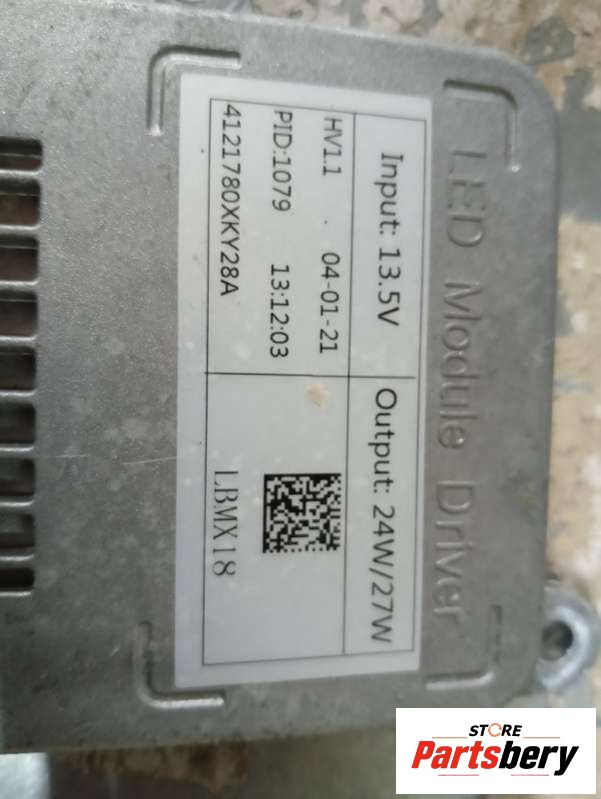 LED Module Driver
Input: 13.5V
Output: 24W/27W
HV1.1 04-01-21
PID:1079 13:12:03
4121780XKY28A
LBMX18
STORE
Partsbery